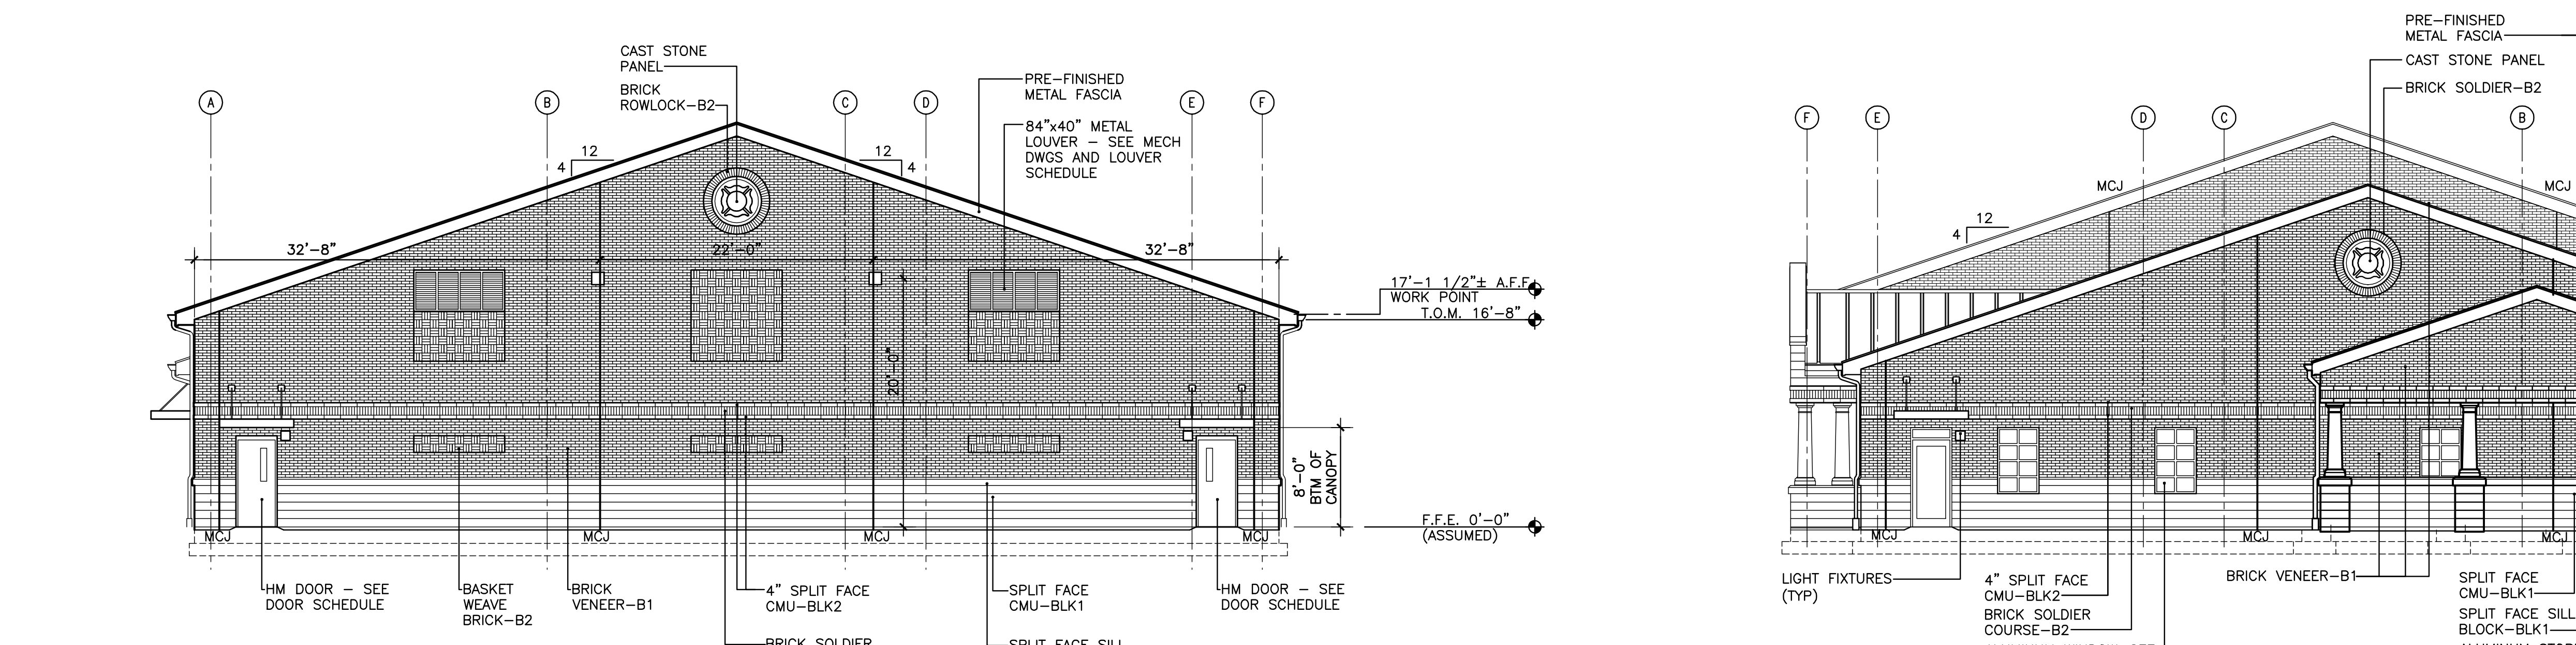 CAST STONE
PANEL
BRICK
ROWLOCK-B2
PRE-FINISHED
METAL FASCIA
84"x40" METAL
LOUVER - SEE MECH
DWGS AND LOUVER
SCHEDULE
A
B
C
D
E
F
12
4
12
4
32'-8"
22'-0"
32'-8"
20'-0"
17'-1 1/2"± A.F.F.
WORK POINT
T.O.M. 16'-8"
8'-0"
BTM OF
CANOPY
F.F.E. 0'-0"
(ASSUMED)
MCJ
MCJ
MCJ
MCJ
HM DOOR - SEE
DOOR SCHEDULE
BASKET
WEAVE
BRICK-B2
BRICK
VENEER-B1
4" SPLIT FACE
CMU-BLK2
BRICK SOLDIER
SPLIT FACE
CMU-BLK1
SPLIT FACE SILL
HM DOOR - SEE
DOOR SCHEDULE
PRE-FINISHED
METAL FASCIA
CAST STONE PANEL
BRICK SOLDIER-B2
F
E
D
C
B
MCJ
MCJ
12
4
MCJ
MCJ
MCJ
LIGHT FIXTURES
(TYP)
4" SPLIT FACE
CMU-BLK2
BRICK SOLDIER
COURSE-B2
BRICK VENEER-B1
SPLIT FACE
CMU-BLK1
SPLIT FACE SILL
BLOCK-BLK1